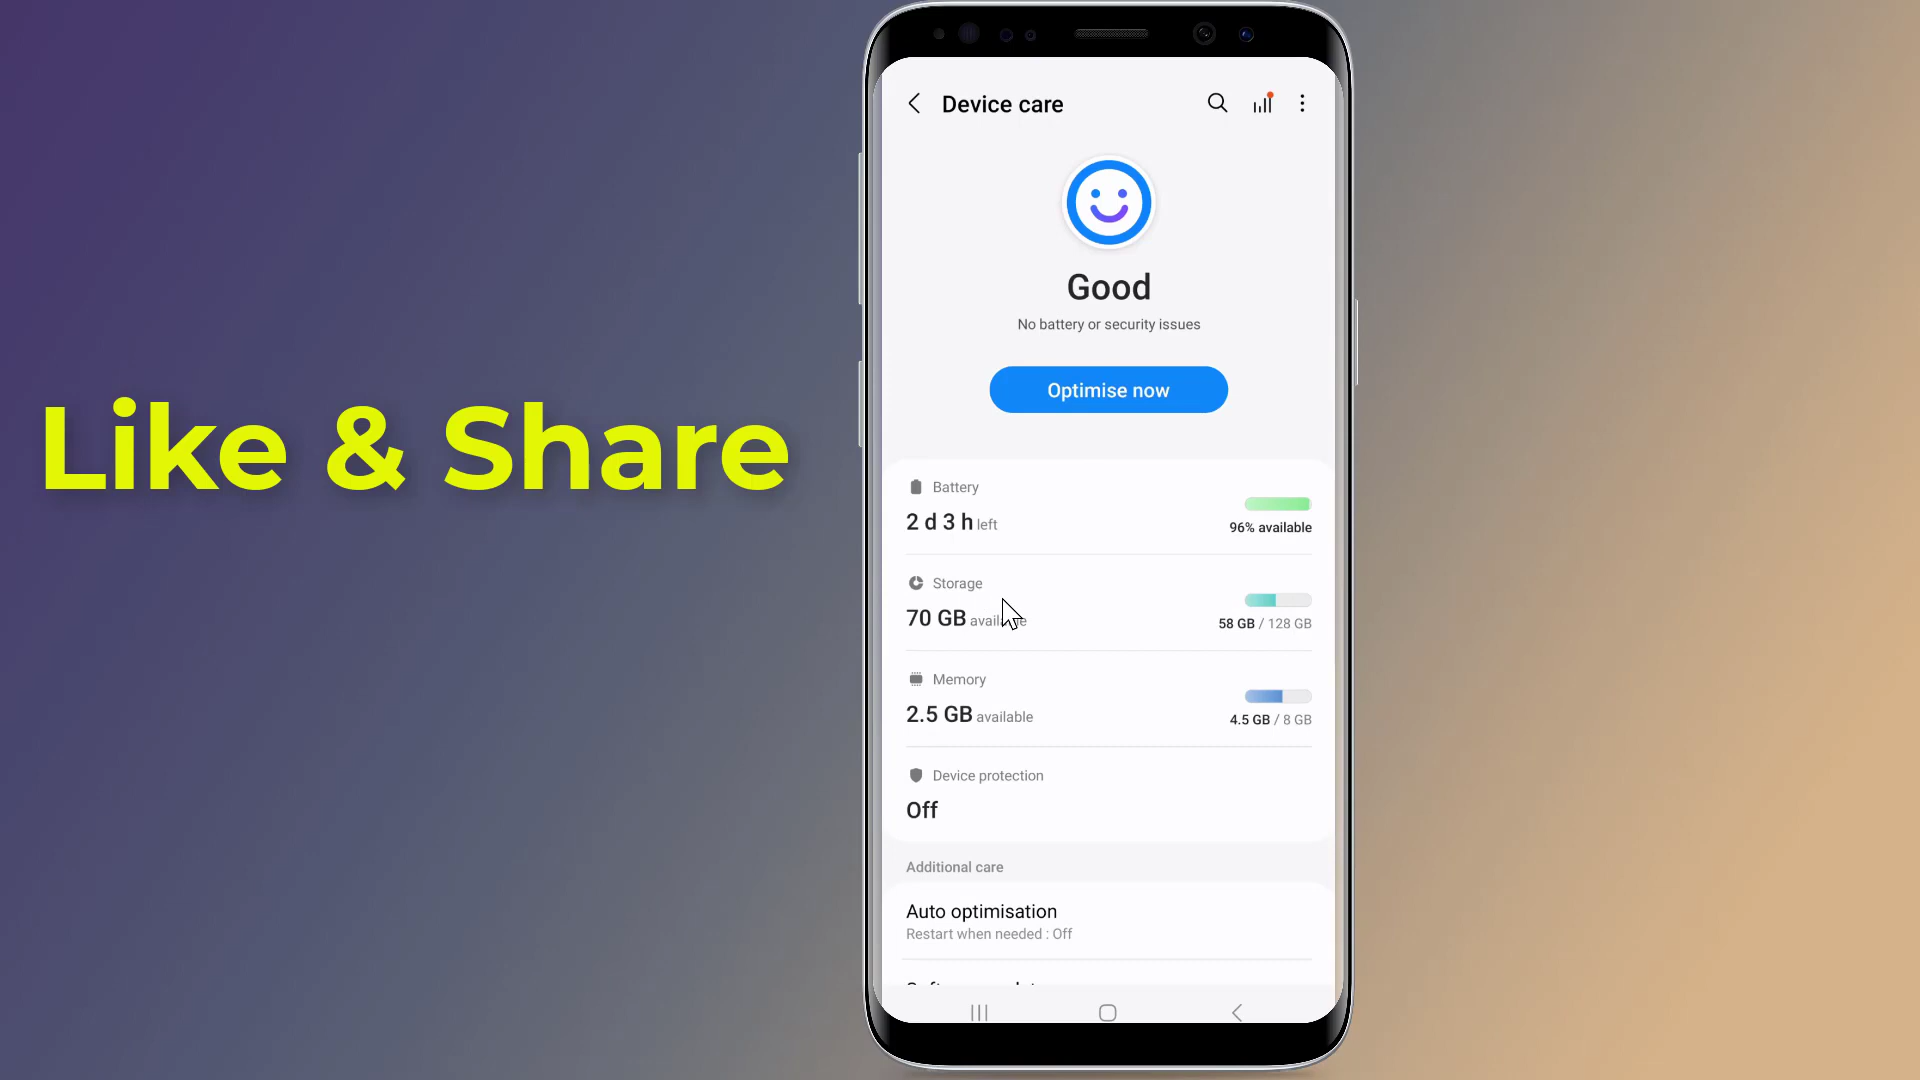 Device care
Good
No battery or security issues
Optimise now
Like & Share
Battery
2 d 3 h left
96% available
Storage
70 GB available
58 GB / 128 GB
Memory
2.5 GB available
4.5 GB / 8 GB
Device protection
Off
Additional care
Auto optimisation
Restart when needed : Off